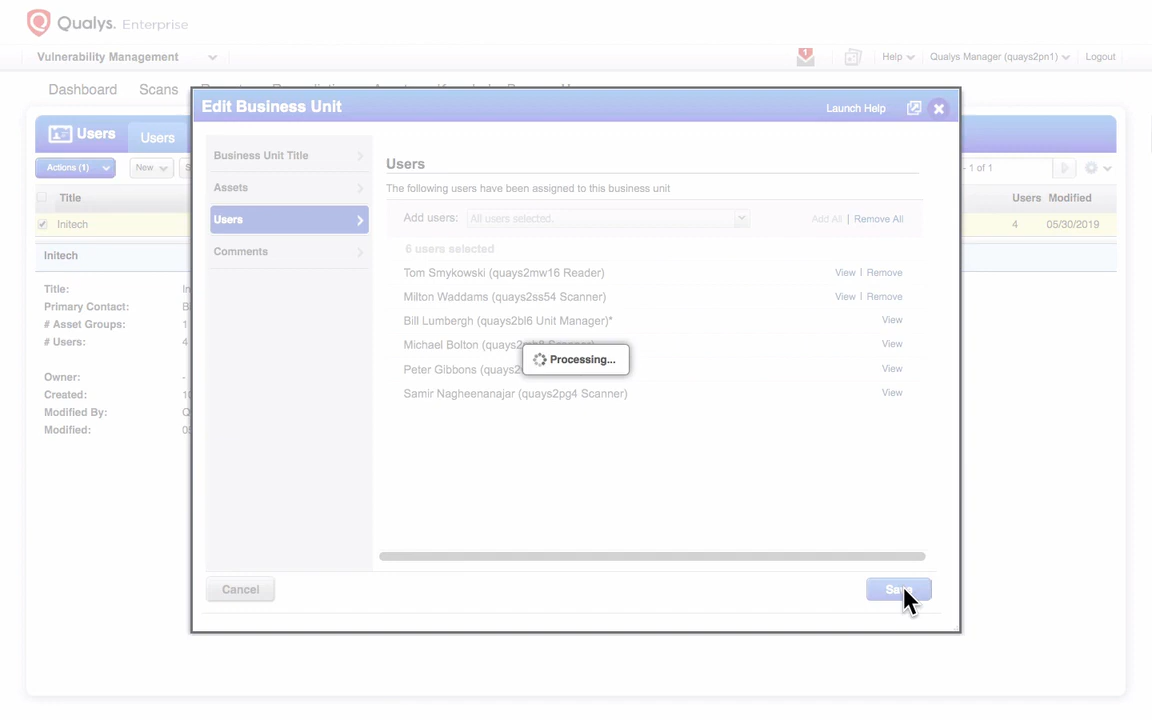 Qualys. Enterprise
Vulnerability Management
1
Help
Qualys Manager (quays2pn1)
Logout
Dashboard Scans
Edit Business Unit
Launch Help
Users
Users
Actions (1)
New
- 1 of 1
Title
Users Modified
Initech
4 05/30/2019
Initech
Title:
Primary Contact:
# Asset Groups: 1
# Users: 4
Owner: -
Created:
Modified By:
Modified:
Business Unit Title
Assets
Users
Comments
Users
The following users have been assigned to this business unit
Add users: All users selected. Add All | Remove All
6 users selected
Tom Smykowski (quays2mw16 Reader) View | Remove
Milton Waddams (quays2ss54 Scanner) View | Remove
Bill Lumbergh (quays2bl6 Unit Manager)* View
Michael Bolton View
Processing...
Peter Gibbons View
Samir Nagheenanajar (quays2pg4 Scanner) View
Cancel